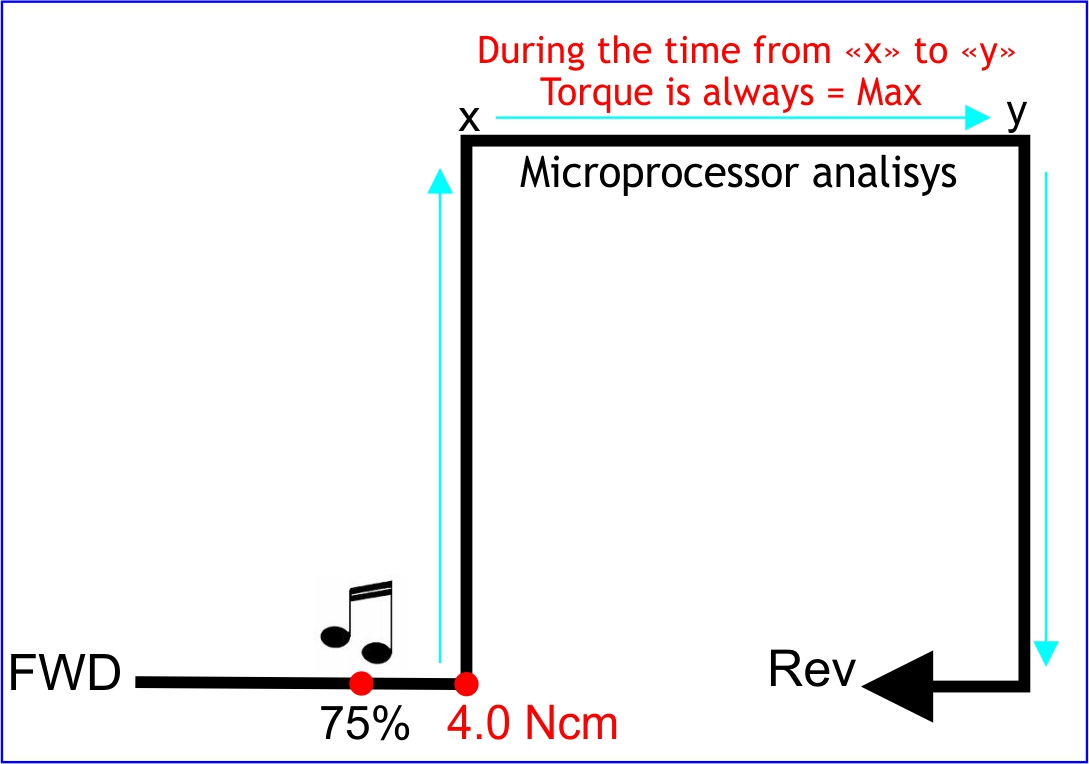 During the time from «x» to «y»
Torque is always = Max
x
y
Microprocessor analisys
FWD
Rev
75%
4.0 Ncm